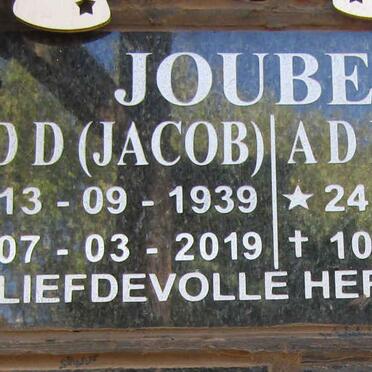 JOUBE
D D (JACOB) A D
13 - 09 - 1939 ★ 24
07 - 03 - 2019 ✝ 10
LIEFDEVOLLE HER